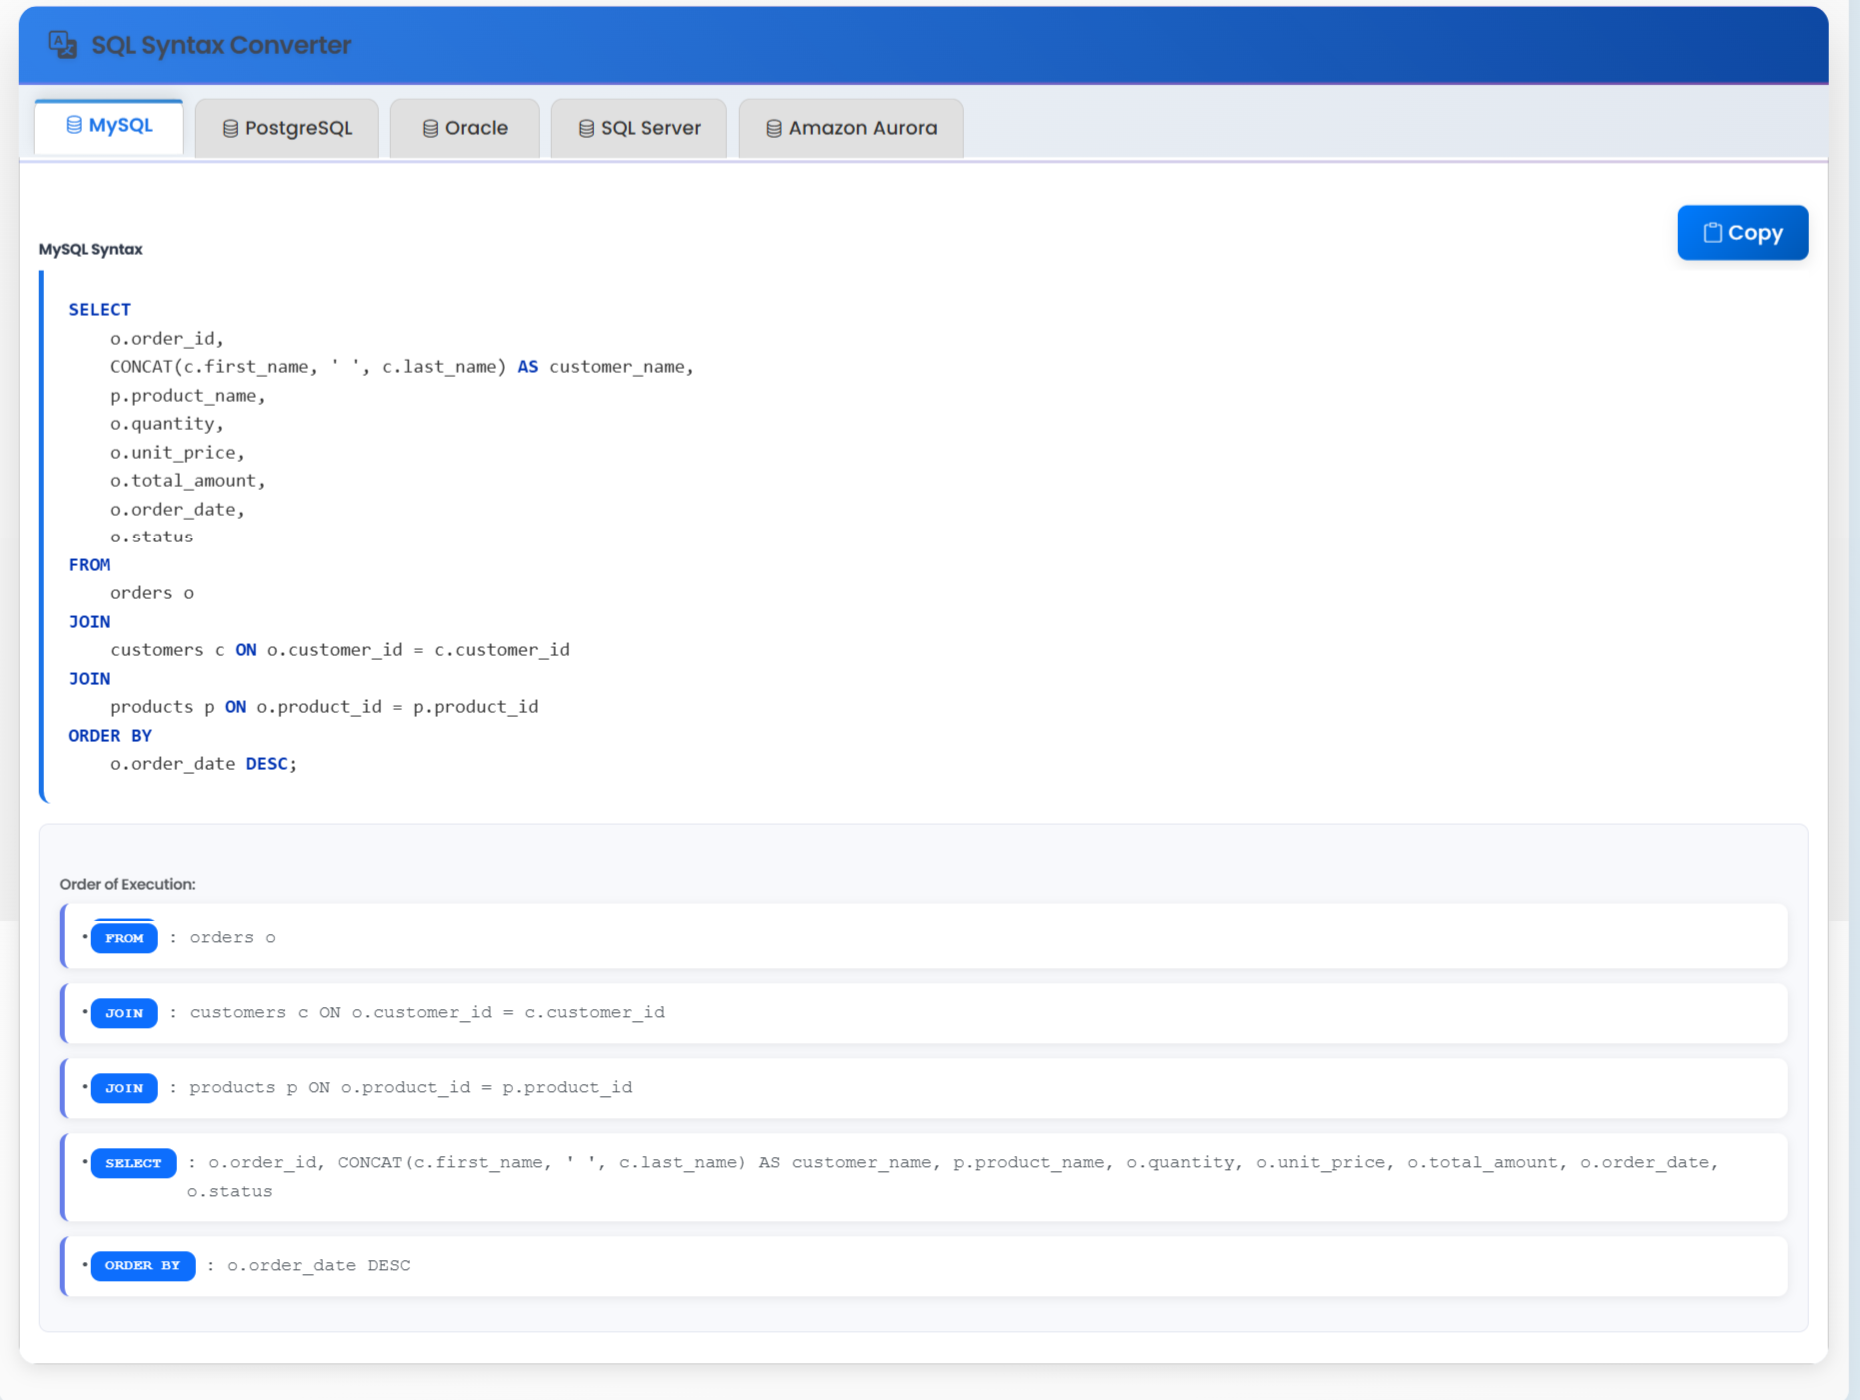 SQL Syntax Converter
MySQL
PostgreSQL
Oracle
SQL Server
Amazon Aurora
Copy
MySQL Syntax
SELECT
    o.order_id,
    CONCAT(c.first_name, ' ', c.last_name) AS customer_name,
    p.product_name,
    o.quantity,
    o.unit_price,
    o.total_amount,
    o.order_date,
    o.status
FROM
    orders o
JOIN
    customers c ON o.customer_id = c.customer_id
JOIN
    products p ON o.product_id = p.product_id
ORDER BY
    o.order_date DESC;
Order of Execution:
• FROM : orders o
• JOIN : customers c ON o.customer_id = c.customer_id
• JOIN : products p ON o.product_id = p.product_id
• SELECT : o.order_id, CONCAT(c.first_name, ' ', c.last_name) AS customer_name, p.product_name, o.quantity, o.unit_price, o.total_amount, o.order_date,
o.status
• ORDER BY : o.order_date DESC